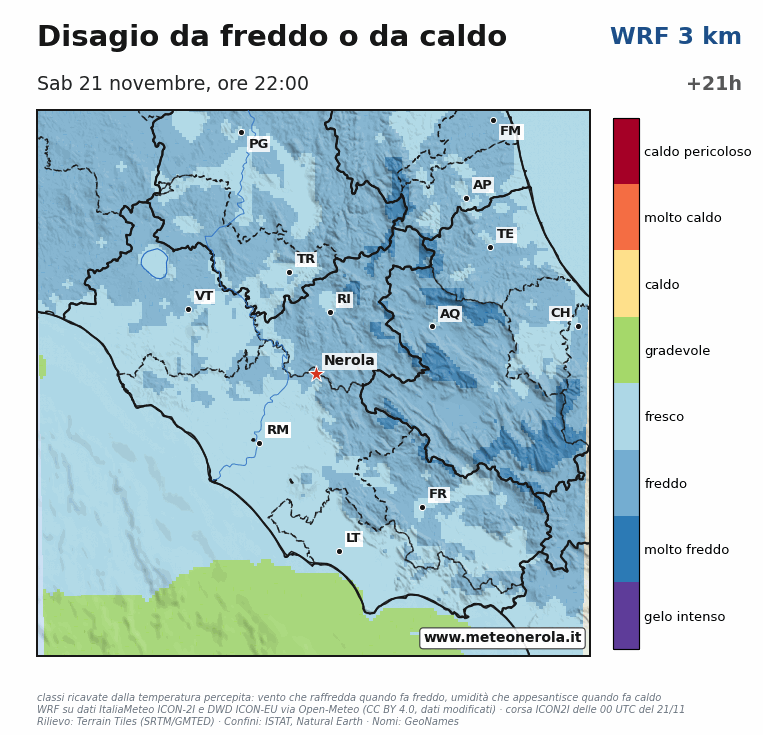 Disagio da freddo o da caldo
WRF 3 km
Sab 21 novembre, ore 22:00
+21h
PG
FM
AP
TE
TR
VT
RI
AQ
CH
Nerola
RM
FR
LT
www.meteonerola.it
caldo pericoloso
molto caldo
caldo
gradevole
fresco
freddo
molto freddo
gelo intenso
classi ricavate dalla temperatura percepita: vento che raffredda quando fa freddo, umidità che appesantisce quando fa caldo
WRF su dati ItaliaMeteo ICON-2I e DWD ICON-EU via Open-Meteo (CC BY 4.0, dati modificati) · corsa ICON2I delle 00 UTC del 21/11
Rilievo: Terrain Tiles (SRTM/GMTED) · Confini: ISTAT, Natural Earth · Nomi: GeoNames